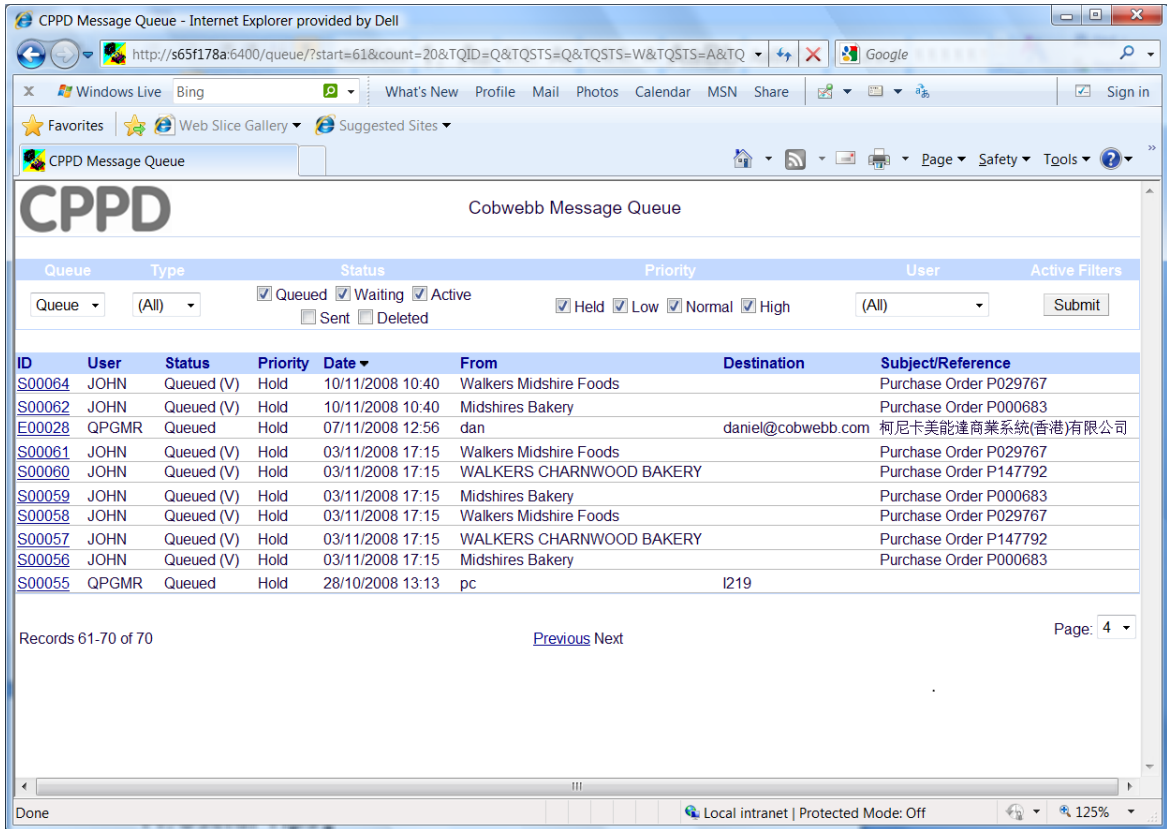 CPPD Message Queue - Internet Explorer provided by Dell
http://s65f178a:6400/queue/?start=61&count=20&TQID=Q&TQSTS=Q&TQSTS=W&TQSTS=A&TQ Google
x Windows Live Bing What's New Profile Mail Photos Calendar MSN Share Sign in
Favorites Web Slice Gallery Suggested Sites
CPPD Message Queue Page Safety Tools
CPPD Cobwebb Message Queue
Queue Type Status Priority User Active Filters
Queue (All) Queued Waiting Active Held Low Normal High (All) Submit
Sent Deleted
ID User Status Priority Date From Destination Subject/Reference
S00064 JOHN Queued (V) Hold 10/11/2008 10:40 Walkers Midshire Foods Purchase Order P029767
S00062 JOHN Queued (V) Hold 10/11/2008 10:40 Midshires Bakery Purchase Order P000683
E00028 QPGMR Queued Hold 07/11/2008 12:56 dan daniel@cobwebb.com 柯尼卡美能達商業系統(香港)有限公司
S00061 JOHN Queued (V) Hold 03/11/2008 17:15 Walkers Midshire Foods Purchase Order P029767
S00060 JOHN Queued (V) Hold 03/11/2008 17:15 WALKERS CHARNWOOD BAKERY Purchase Order P147792
S00059 JOHN Queued (V) Hold 03/11/2008 17:15 Midshires Bakery Purchase Order P000683
S00058 JOHN Queued (V) Hold 03/11/2008 17:15 Walkers Midshire Foods Purchase Order P029767
S00057 JOHN Queued (V) Hold 03/11/2008 17:15 WALKERS CHARNWOOD BAKERY Purchase Order P147792
S00056 JOHN Queued (V) Hold 03/11/2008 17:15 Midshires Bakery Purchase Order P000683
S00055 QPGMR Queued Hold 28/10/2008 13:13 pc l219
Records 61-70 of 70 Previous Next Page: 4
Done Local intranet | Protected Mode: Off 125%